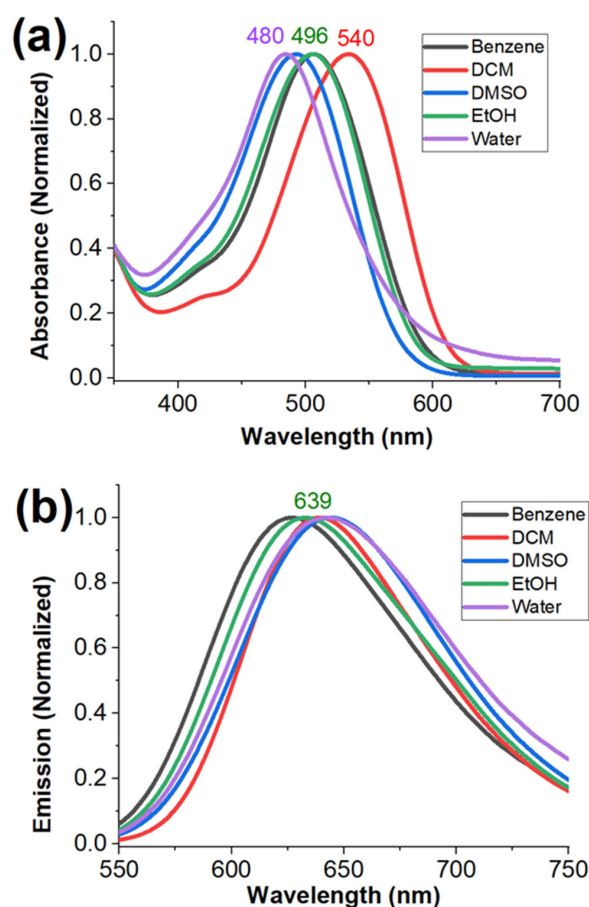 (a)
480 496 540
Benzene
DCM
DMSO
EtOH
Water
Absorbance (Normalized)
1.0
0.8
0.6
0.4
0.2
0.0
400 500 600 700
Wavelength (nm)
(b)
639
Benzene
DCM
DMSO
EtOH
Water
Emission (Normalized)
1.0
0.8
0.6
0.4
0.2
0.0
550 600 650 700 750
Wavelength (nm)